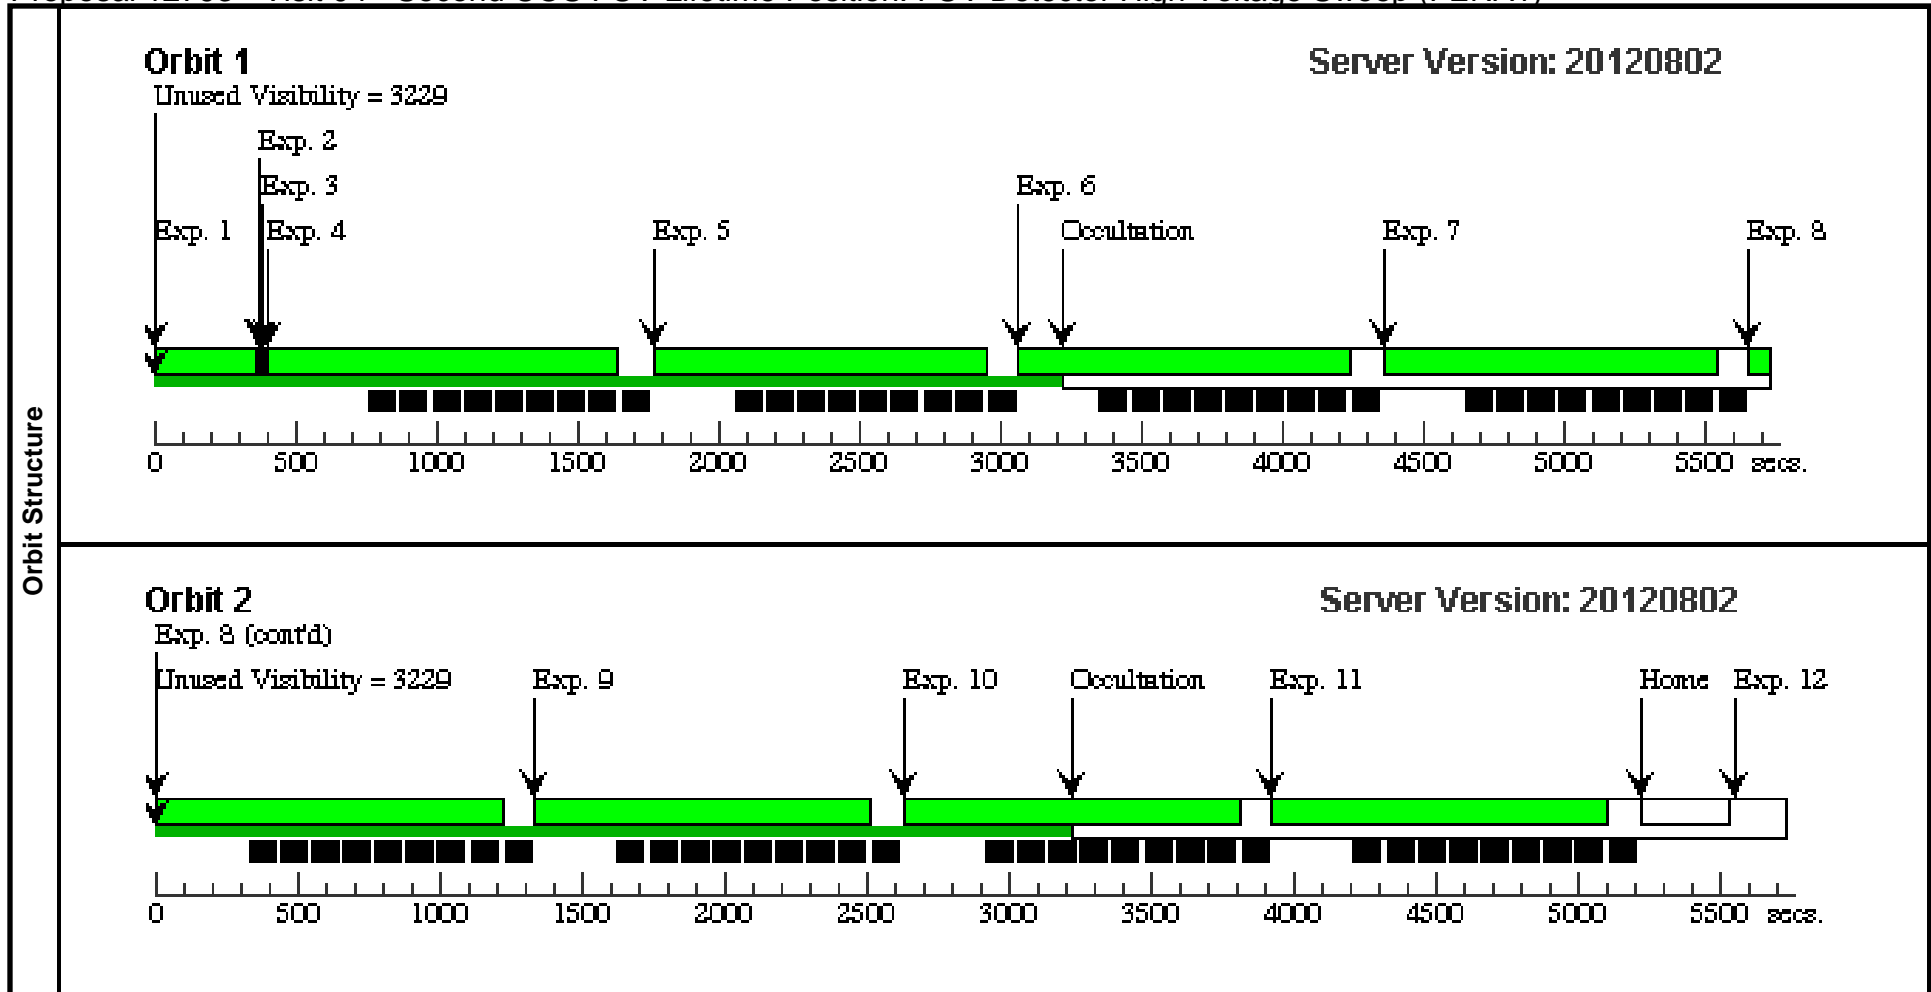 Orbit Structure
Orbit 1
Server Version: 20120802
Unused Visibility = 3229
Exp. 2
Exp. 3
Exp. 6
Exp. 1
Exp. 4
Exp. 5
Occultation
Exp. 7
Exp. 8
0 500 1000 1500 2000 2500 3000 3500 4000 4500 5000 5500 secs.
Orbit 2
Server Version: 20120802
Exp. 8 (cont'd)
Unused Visibility = 3229
Exp. 9
Exp. 10
Occultation
Exp. 11
Home
Exp. 12
0 500 1000 1500 2000 2500 3000 3500 4000 4500 5000 5500 secs.